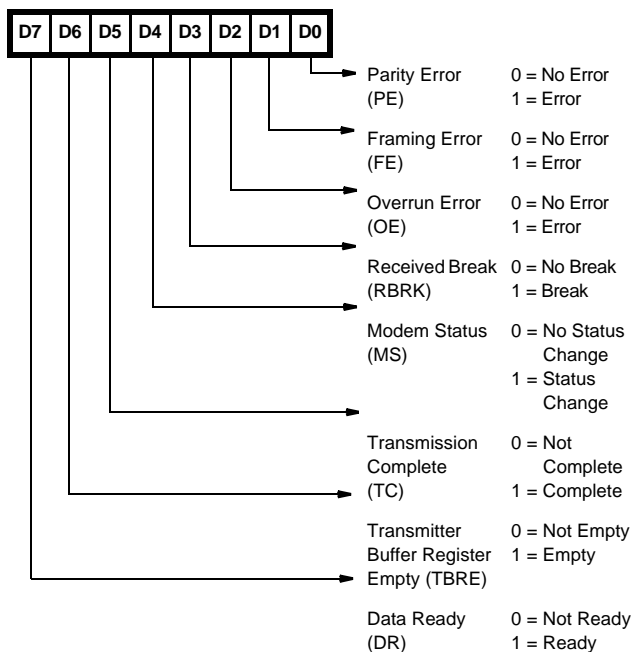 D7 D6 D5 D4 D3 D2 D1 D0
Parity Error 0 = No Error
(PE) 1 = Error
Framing Error 0 = No Error
(FE) 1 = Error
Overrun Error 0 = No Error
(OE) 1 = Error
Received Break 0 = No Break
(RBRK) 1 = Break
Modem Status 0 = No Status
(MS) Change
1 = Status
Change
Transmission 0 = Not
Complete Complete
(TC) 1 = Complete
Transmitter 0 = Not Empty
Buffer Register 1 = Empty
Empty (TBRE)
Data Ready 0 = Not Ready
(DR) 1 = Ready